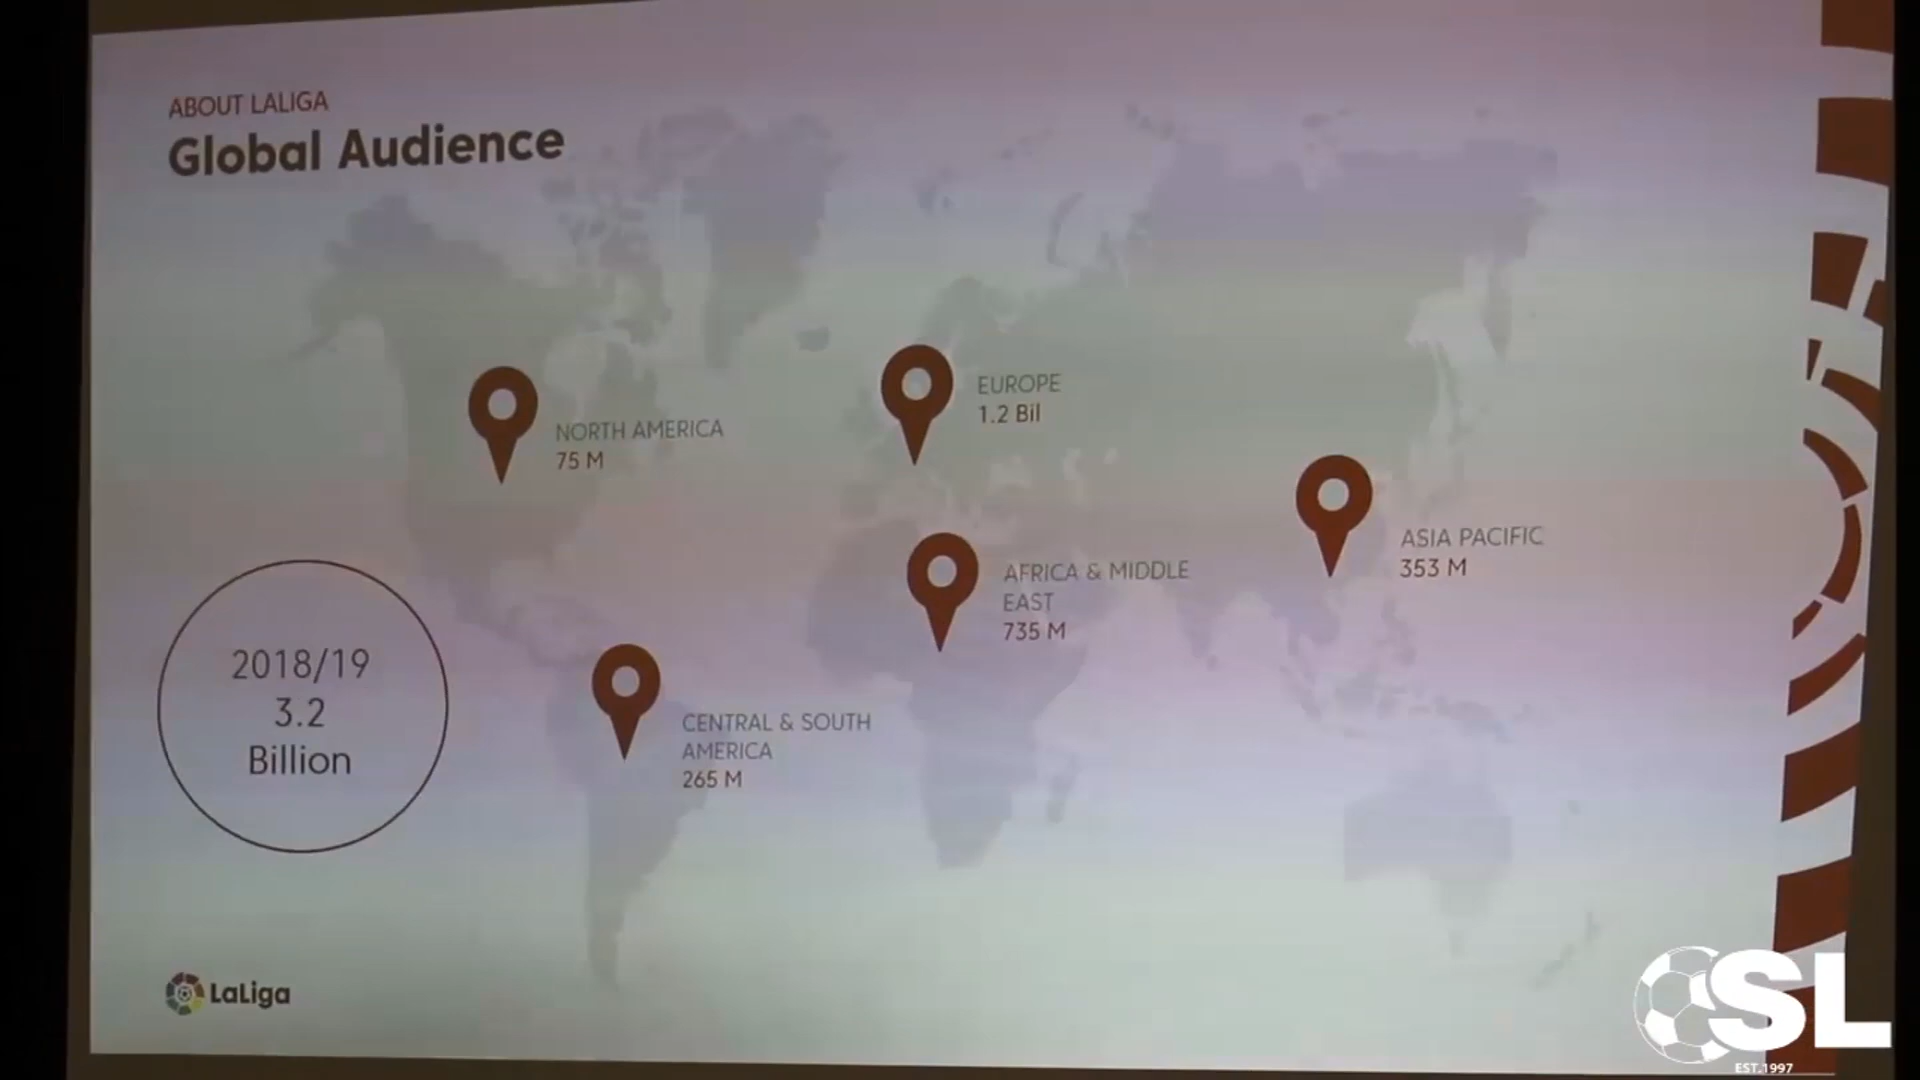 ABOUT LALIGA
Global Audience
NORTH AMERICA
75 M
EUROPE
1.2 Bil
ASIA PACIFIC
353 M
AFRICA & MIDDLE
EAST
735 M
CENTRAL & SOUTH
AMERICA
265 M
2018/19
3.2
Billion
LaLiga
SL
EST.1997